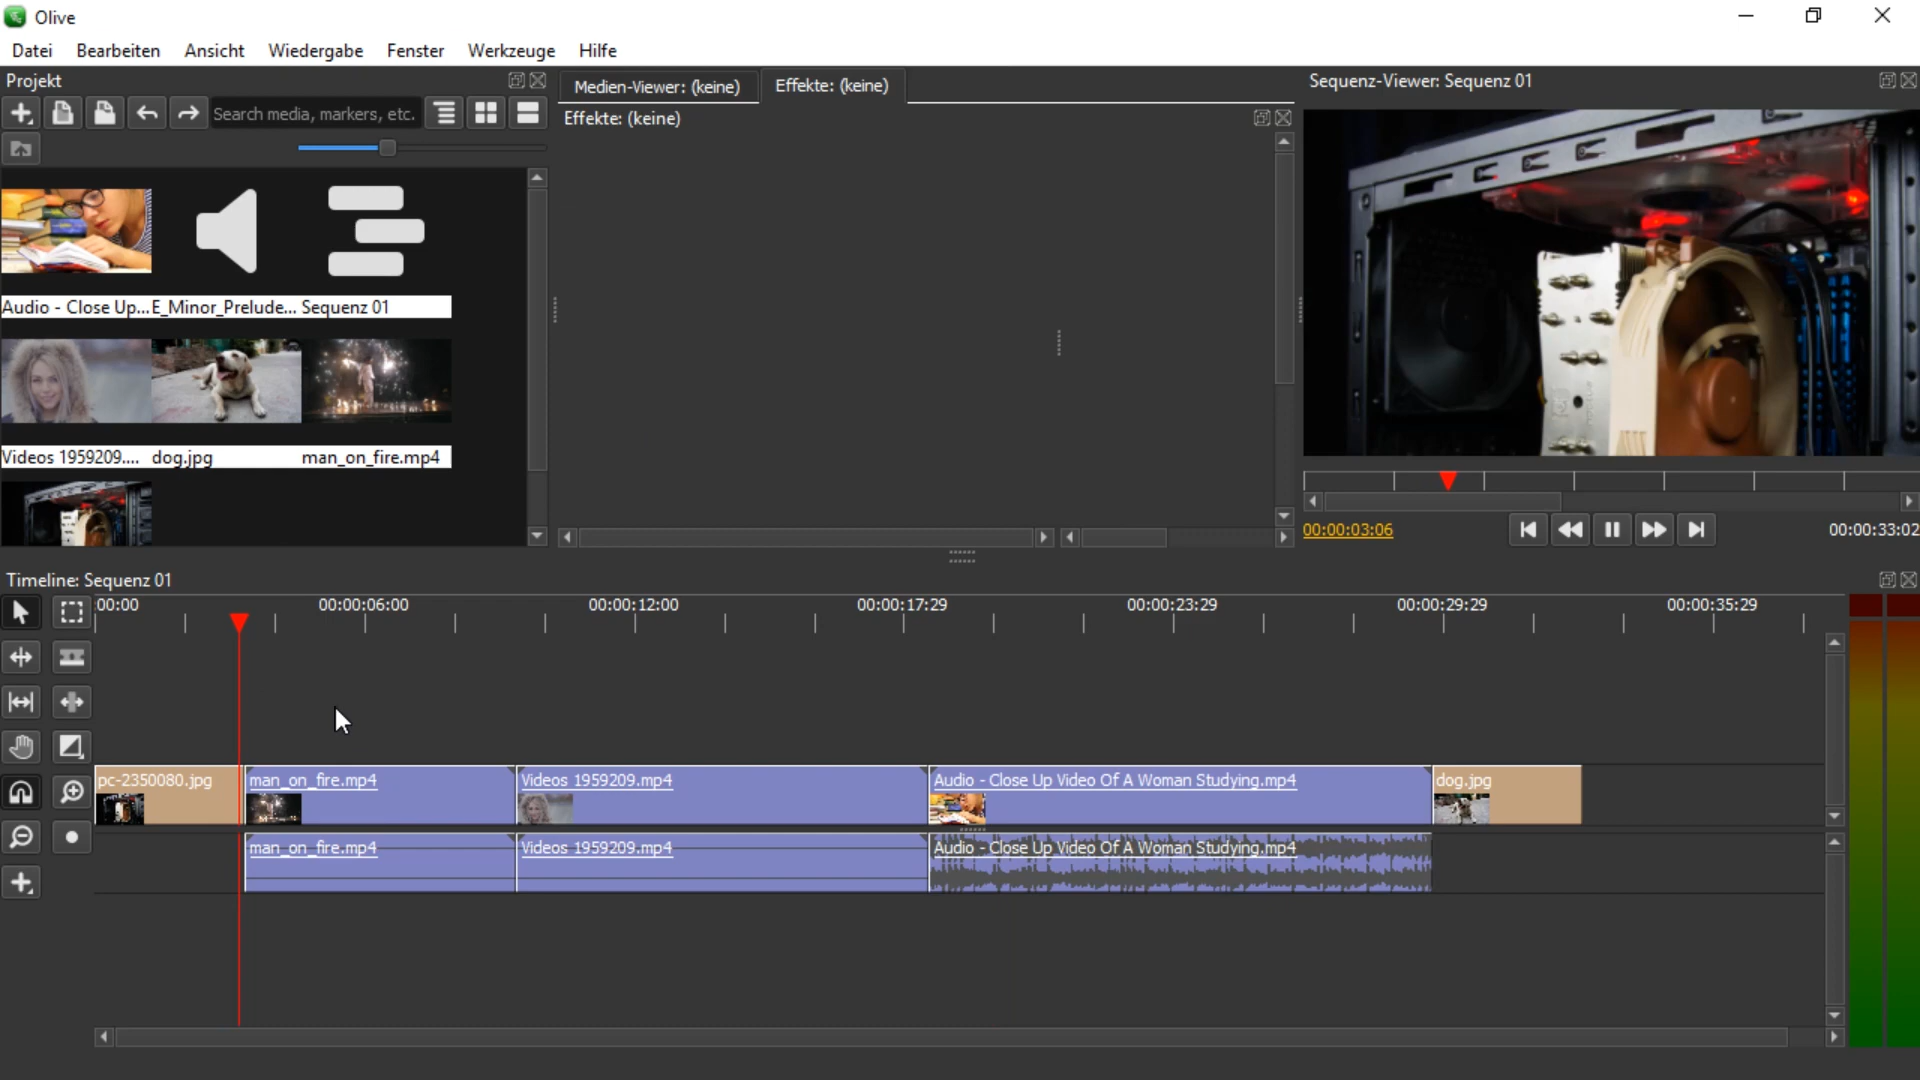 Olive
Datei Bearbeiten Ansicht Wiedergabe Fenster Werkzeuge Hilfe
Projekt
Search media, markers, etc.
Audio - Close Up... E_Minor_Prelude... Sequenz 01
Videos 1959209.... dog.jpg man_on_fire.mp4
Medien-Viewer: (keine) Effekte: (keine)
Effekte: (keine)
Sequenz-Viewer: Sequenz 01
00:00:03:06 00:00:33:02
Timeline: Sequenz 01
:00:00 00:00:06:00 00:00:12:00 00:00:17:29 00:00:23:29 00:00:29:29 00:00:35:29
pc-2350080.jpg man_on_fire.mp4 Videos 1959209.mp4 Audio - Close Up Video Of A Woman Studying.mp4 dog.jpg
man_on_fire.mp4 Videos 1959209.mp4 Audio - Close Up Video Of A Woman Studying.mp4